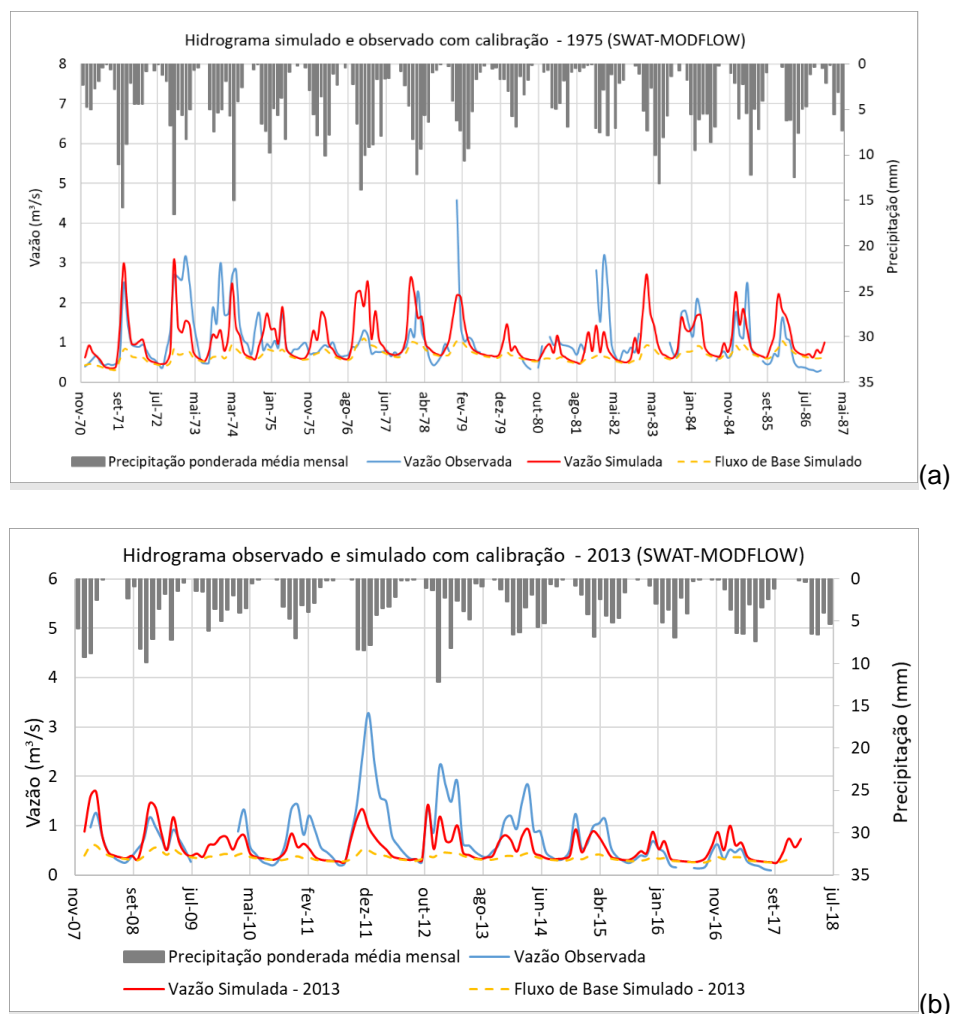 Hidrograma simulado e observado com calibração - 1975 (SWAT-MODFLOW)
8
7
6
5
4
3
2
1
0
Vazão (m³/s)
0
5
10
15
20
25
30
35
Precipitação (mm)
nov-70
set-71
jul-72
mai-73
mar-74
jan-75
nov-75
set-76
ago-76
jun-77
abr-78
fev-79
dez-79
out-80
ago-81
jun-82
mar-83
jan-84
nov-84
set-85
jul-86
mai-87
Precipitação ponderada média mensal
Vazão Observada
Vazão Simulada
Fluxo de Base Simulado
(a)
Hidrograma observado e simulado com calibração - 2013 (SWAT-MODFLOW)
6
5
4
3
2
1
0
Vazão (m³/s)
0
5
10
15
20
25
30
35
Precipitação (mm)
nov-07
set-08
jul-09
mai-10
fev-11
dez-11
out-12
ago-13
jun-14
abr-15
jan-16
nov-16
set-17
jul-18
Precipitação ponderada média mensal
Vazão Observada
Vazão Simulada - 2013
Fluxo de Base Simulado - 2013
(b)